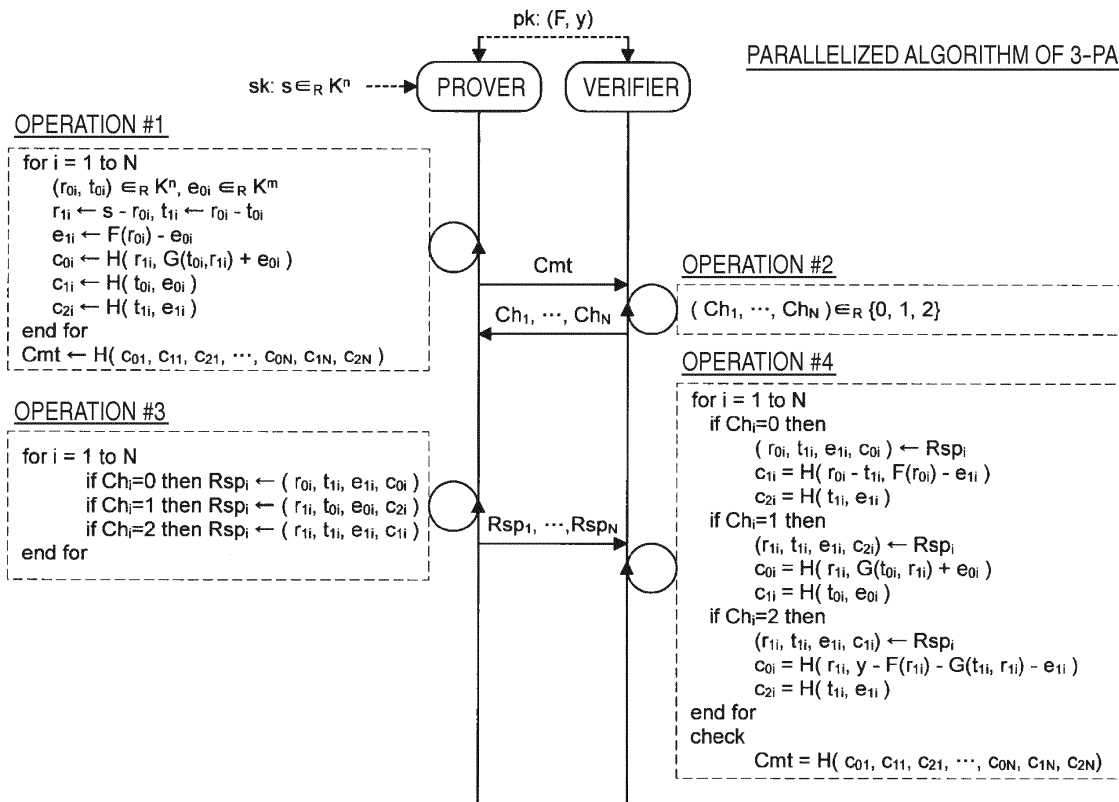 pk: (F, y)
PARALLELIZED ALGORITHM OF 3-PA
sk: s ∈R Kⁿ
PROVER
VERIFIER
OPERATION #1
for i = 1 to N
(r0i, t0i) ∈R Kⁿ, e0i ∈R Kᵐ
r1i ← s - r0i, t1i ← r0i - t0i
e1i ← F(r0i) - e0i
c0i ← H( r1i, G(t0i,r1i) + e0i )
c1i ← H( t0i, e0i )
c2i ← H( t1i, e1i )
end for
Cmt ← H( c01, c11, c21, ⋯, c0N, c1N, c2N )
Cmt
OPERATION #2
( Ch1, ⋯, ChN ) ∈R {0, 1, 2}
Ch1, ⋯, ChN
OPERATION #3
for i = 1 to N
if Chi=0 then Rspi ← ( r0i, t1i, e1i, c0i )
if Chi=1 then Rspi ← ( r1i, t0i, e0i, c2i )
if Chi=2 then Rspi ← ( r1i, t1i, e1i, c1i )
end for
Rsp1, ⋯,RspN
OPERATION #4
for i = 1 to N
if Chi=0 then
( r0i, t1i, e1i, c0i ) ← Rspi
c1i = H( r0i - t1i, F(r0i) - e1i )
c2i = H( t1i, e1i )
if Chi=1 then
(r1i, t1i, e1i, c2i) ← Rspi
c0i = H( r1i, G(t0i, r1i) + e0i )
c1i = H( t0i, e0i )
if Chi=2 then
(r1i, t1i, e1i, c1i) ← Rspi
c0i = H( r1i, y - F(r1i) - G(t1i, r1i) - e1i )
c2i = H( t1i, e1i )
end for
check
Cmt = H( c01, c11, c21, ⋯, c0N, c1N, c2N)